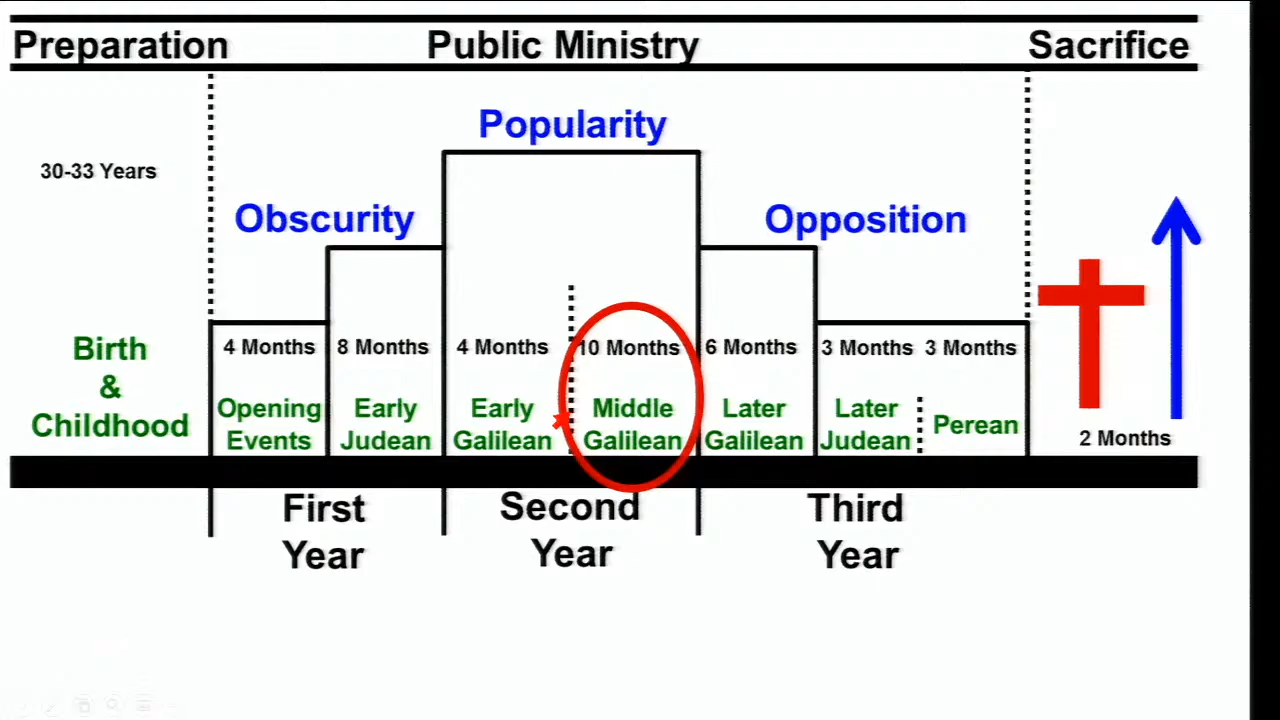 Preparation
Public Ministry
Sacrifice
Popularity
30-33 Years
Obscurity
Opposition
Birth
&
Childhood
4 Months
8 Months
4 Months
10 Months
6 Months
3 Months
3 Months
Opening
Events
Early
Judean
Early
Galilean
Middle
Galilean
Later
Galilean
Later
Judean
Perean
2 Months
First
Year
Second
Year
Third
Year